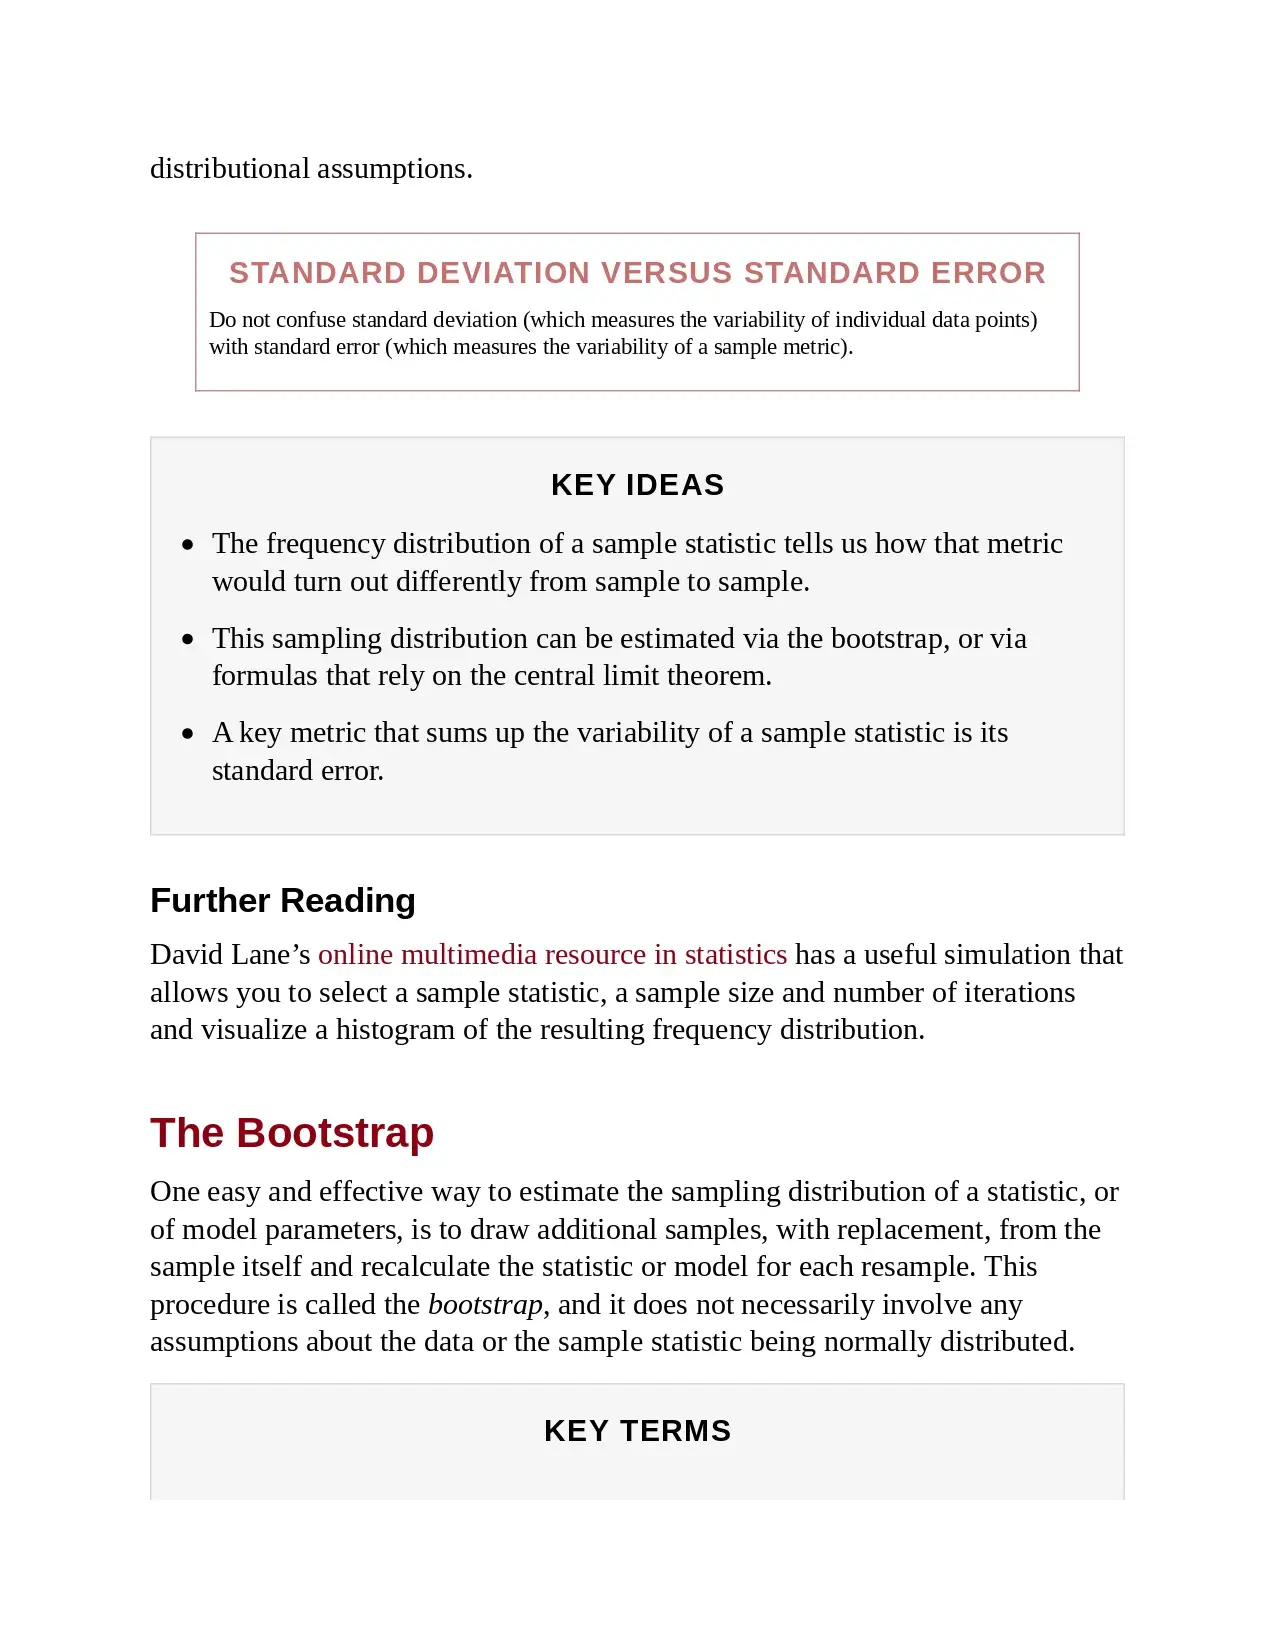 distributional assumptions.
STANDARD DEVIATION VERSUS STANDARD ERROR
Do not confuse standard deviation (which measures the variability of individual data points)
with standard error (which measures the variability of a sample metric).
KEY IDEAS
• The frequency distribution of a sample statistic tells us how that metric
would turn out differently from sample to sample.
• This sampling distribution can be estimated via the bootstrap, or via
formulas that rely on the central limit theorem.
• A key metric that sums up the variability of a sample statistic is its
standard error.
Further Reading
David Lane’s online multimedia resource in statistics has a useful simulation that
allows you to select a sample statistic, a sample size and number of iterations
and visualize a histogram of the resulting frequency distribution.
The Bootstrap
One easy and effective way to estimate the sampling distribution of a statistic, or
of model parameters, is to draw additional samples, with replacement, from the
sample itself and recalculate the statistic or model for each resample. This
procedure is called the bootstrap, and it does not necessarily involve any
assumptions about the data or the sample statistic being normally distributed.
KEY TERMS